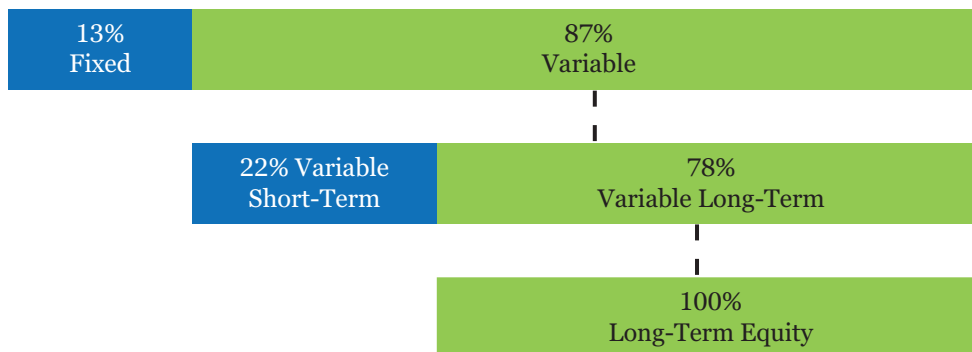 13%
Fixed
87%
Variable
22% Variable
Short-Term
78%
Variable Long-Term
100%
Long-Term Equity